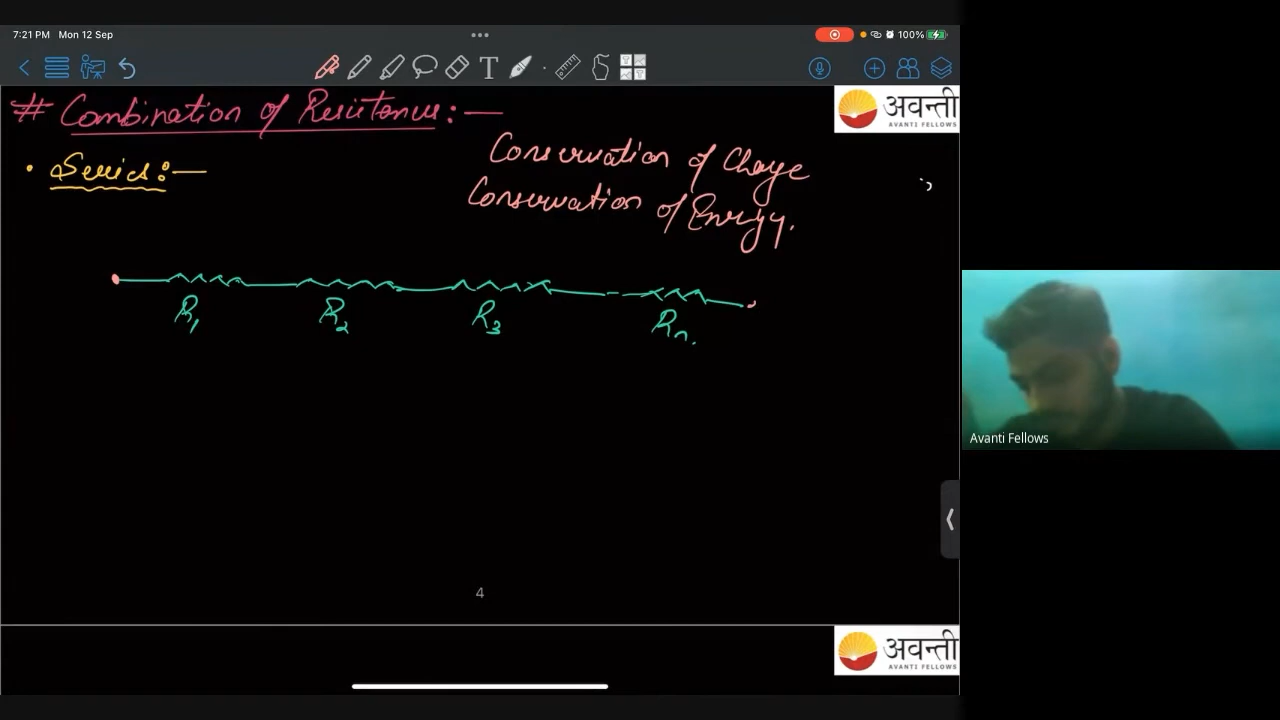 7:21 PM Mon 12 Sep
100%
T
# Combination of Resistance:—
अवन्ती
AVANTI FELLOWS
• Series:—
Conservation of Charge
Conservation of Energy.
R1 R2 R3 Rn.
Avanti Fellows
4
अवन्ती
AVANTI FELLOWS